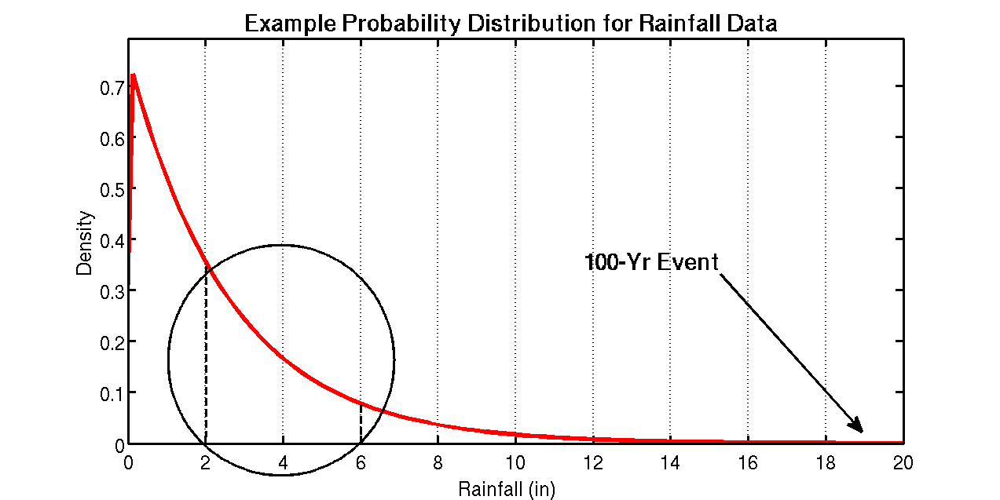 Example Probability Distribution for Rainfall Data
0.7
0.6
0.5
0.4
0.3
0.2
0.1
0
Density
100-Yr Event
0 2 4 6 8 10 12 14 16 18 20
Rainfall (in)